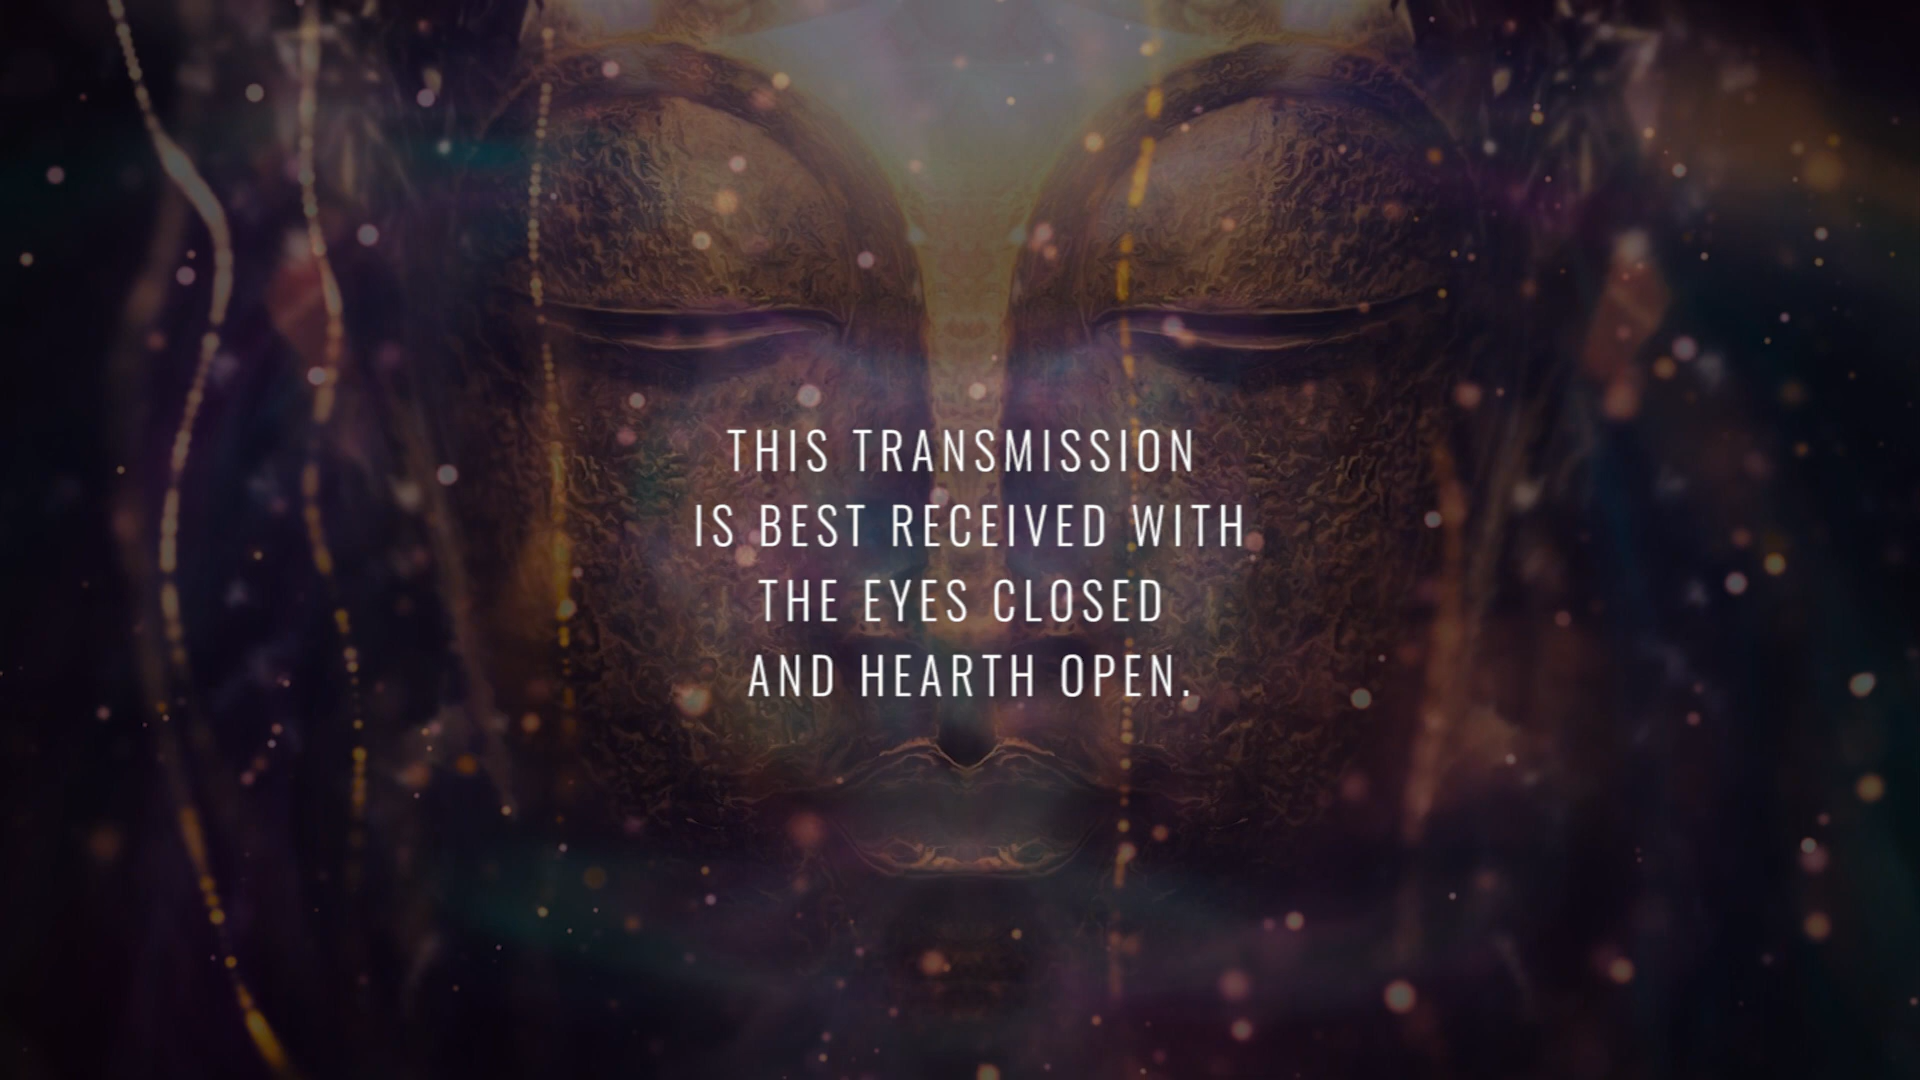 THIS TRANSMISSION
IS BEST RECEIVED WITH
THE EYES CLOSED
AND HEARTH OPEN.